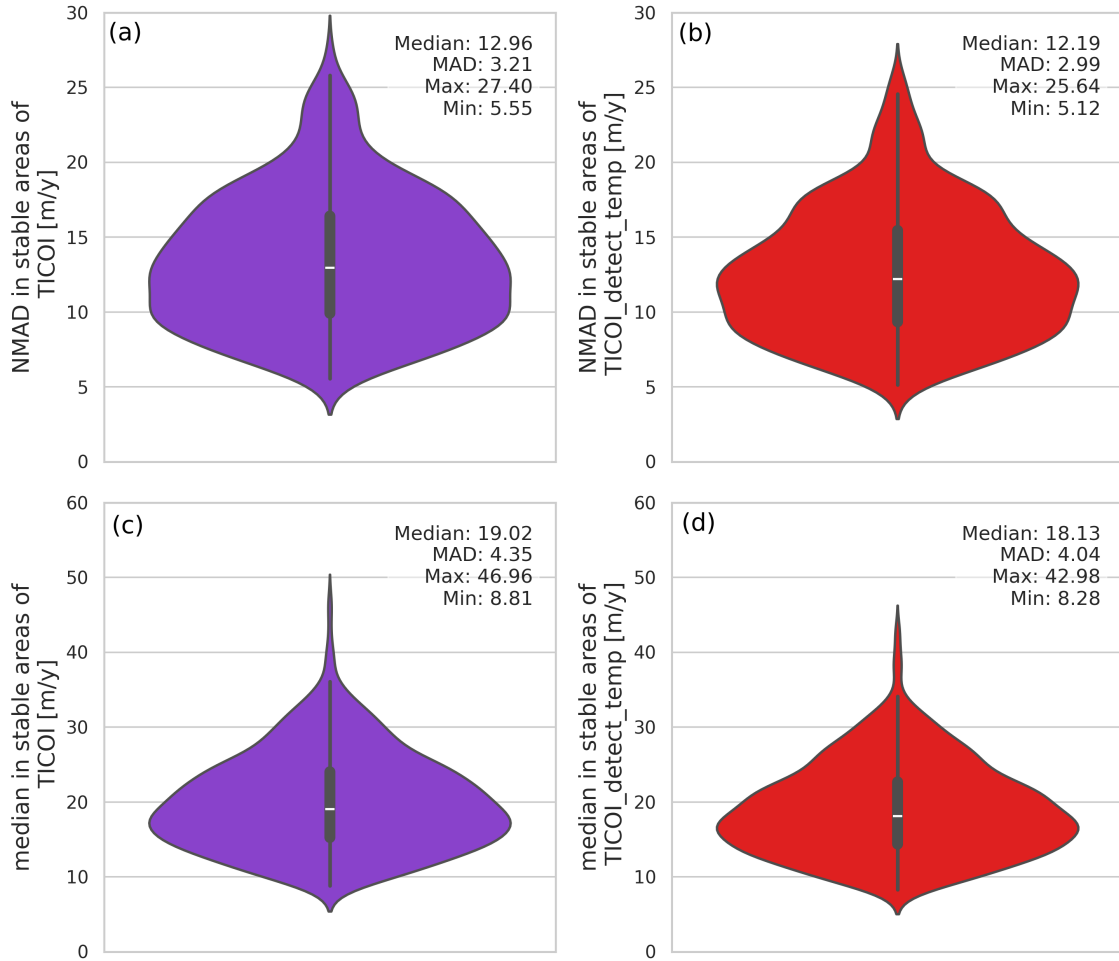 (a)
Median: 12.96
MAD: 3.21
Max: 27.40
Min: 5.55
30
25
20
15
10
5
0
NMAD in stable areas of
TICOI [m/y]
(b)
Median: 12.19
MAD: 2.99
Max: 25.64
Min: 5.12
30
25
20
15
10
5
0
NMAD in stable areas of
TICOI_detect_temp [m/y]
(c)
Median: 19.02
MAD: 4.35
Max: 46.96
Min: 8.81
60
50
40
30
20
10
0
median in stable areas of
TICOI [m/y]
(d)
Median: 18.13
MAD: 4.04
Max: 42.98
Min: 8.28
60
50
40
30
20
10
0
median in stable areas of
TICOI_detect_temp [m/y]